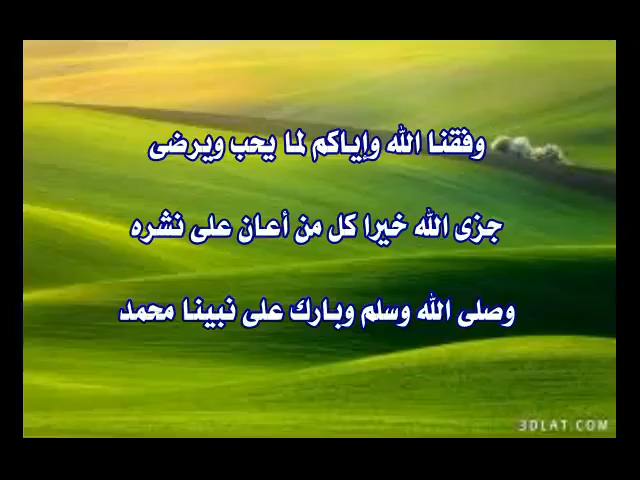 وفقنا الله وإياكم لما يحب ويرضى
جزى الله خيرا كل من أعان على نشره
وصلى الله وسلم وبارك على نبينا محمد
3DLAT.COM